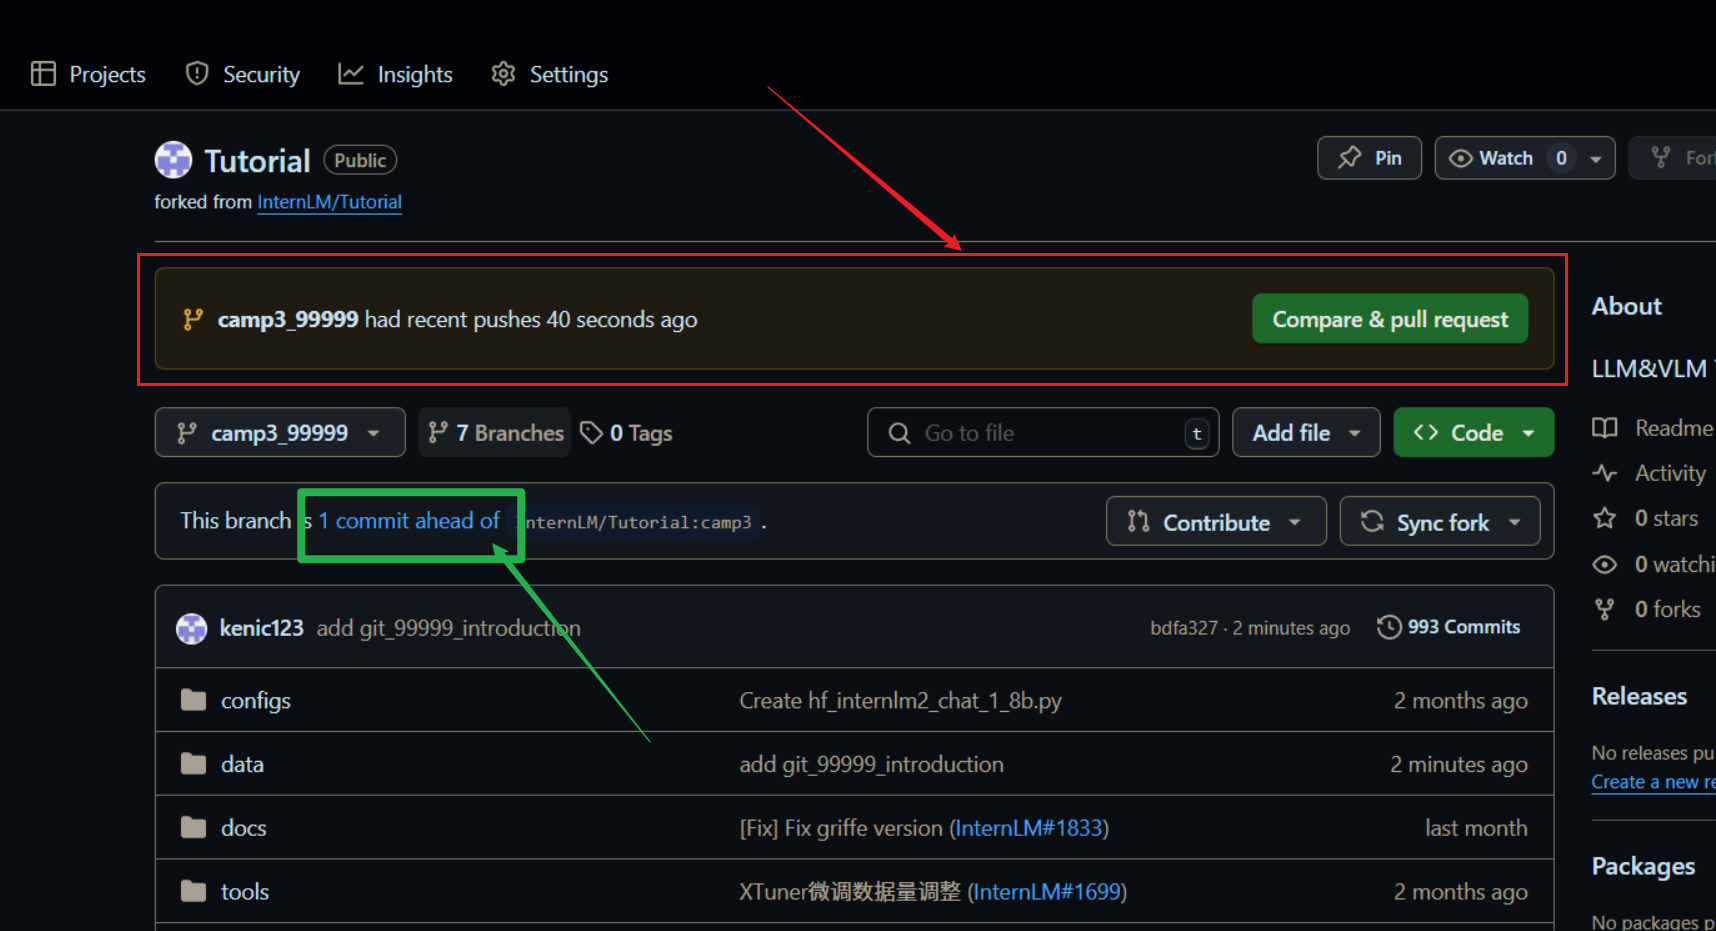 Projects Security Insights Settings
Tutorial Public
Pin Watch 0
forked from InternLM/Tutorial
camp3_99999 had recent pushes 40 seconds ago Compare & pull request
About
LLM&VLM
camp3_99999 7 Branches 0 Tags Go to file t Add file Code
Readme
Activity
This branch is 1 commit ahead of InternLM/Tutorial:camp3 . Contribute Sync fork
0 stars
0 watchi
0 forks
kenic123 add git_99999_introduction bdfa327 · 2 minutes ago 993 Commits
configs Create hf_internlm2_chat_1_8b.py 2 months ago
Releases
No releases pu
data add git_99999_introduction 2 minutes ago
Create a new re
docs [Fix] Fix griffe version (InternLM#1833) last month
Packages
tools XTuner微调数据量调整 (InternLM#1699) 2 months ago
No packages p